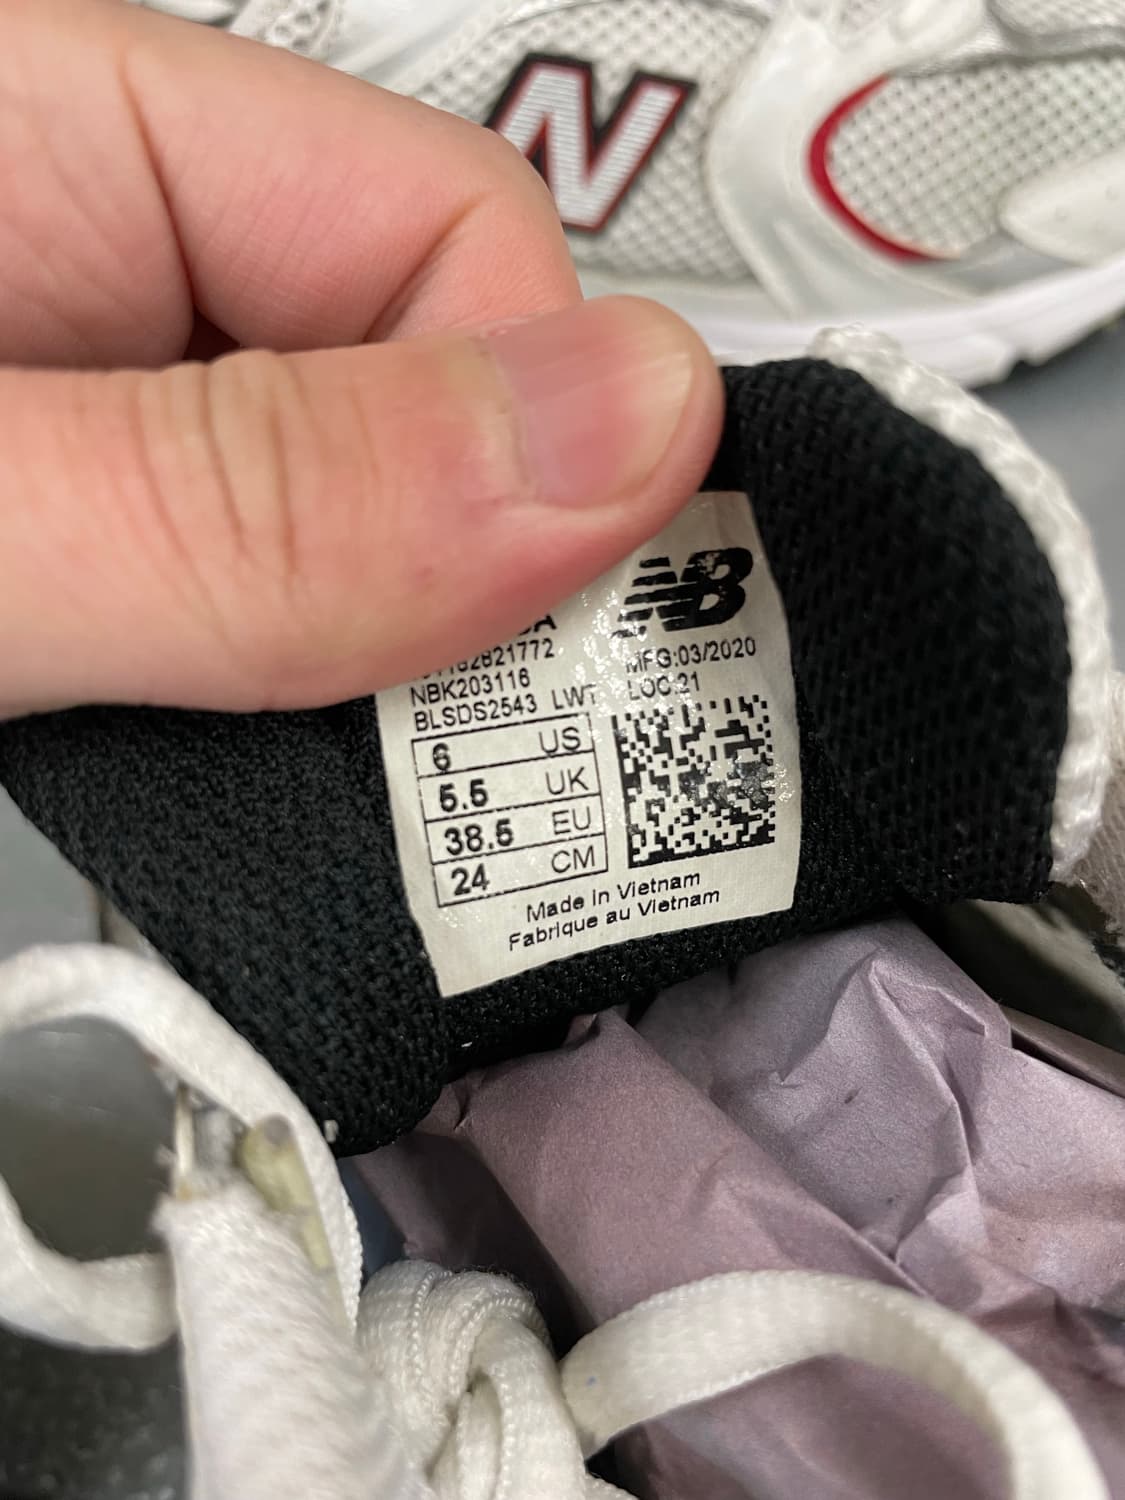 N
NB
MFG:03/2020
LOC:21
NBK203116
BLSDS2543 LWT
6 US
5.5 UK
38.5 EU
24 CM
Made in Vietnam
Fabrique au Vietnam